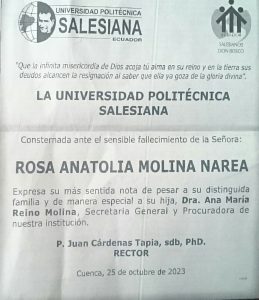 UNIVERSIDAD POLITÉCNICA
SALESIANA
ECUADOR
SALESIANOS
DON BOSCO
"Que la infinita misericordia de Dios acoja tú alma en su reino y en la tierra sus
deudos alcancen la resignación al saber que ella ya goza de la gloria divina".
LA UNIVERSIDAD POLITÉCNICA
SALESIANA
Consternada ante el sensible fallecimiento de la Señora:
ROSA ANATOLIA MOLINA NAREA
Expresa su más sentida nota de pesar a su distinguida
familia y de manera especial a su hija, Dra. Ana María
Reino Molina, Secretaria General y Procuradora de
nuestra institución.
P. Juan Cárdenas Tapia, sdb, PhD.
RECTOR
Cuenca, 25 de octubre de 2023